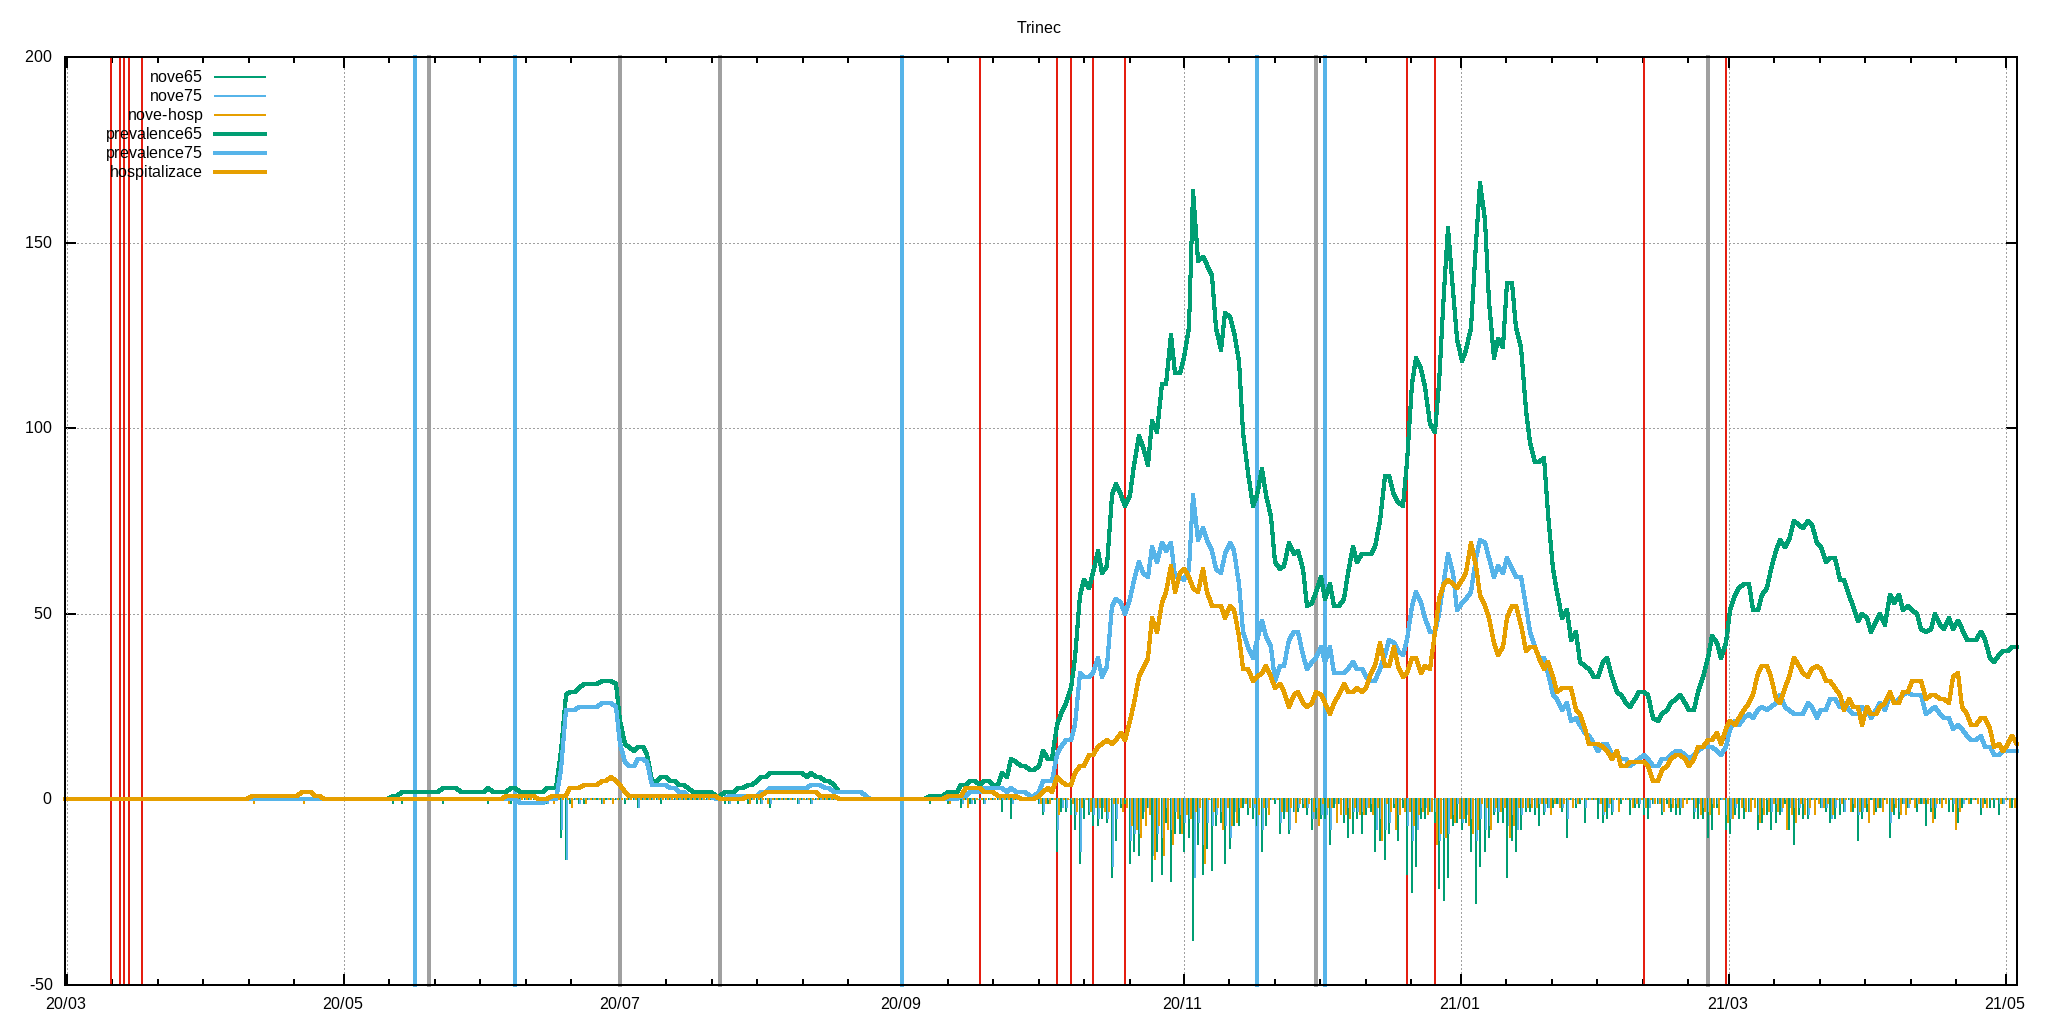 Trinec
200
150
100
50
0
-50
nove65
nove75
nove-hosp
prevalence65
prevalence75
hospitalizace
20/03 20/05 20/07 20/09 20/11 21/01 21/03 21/05